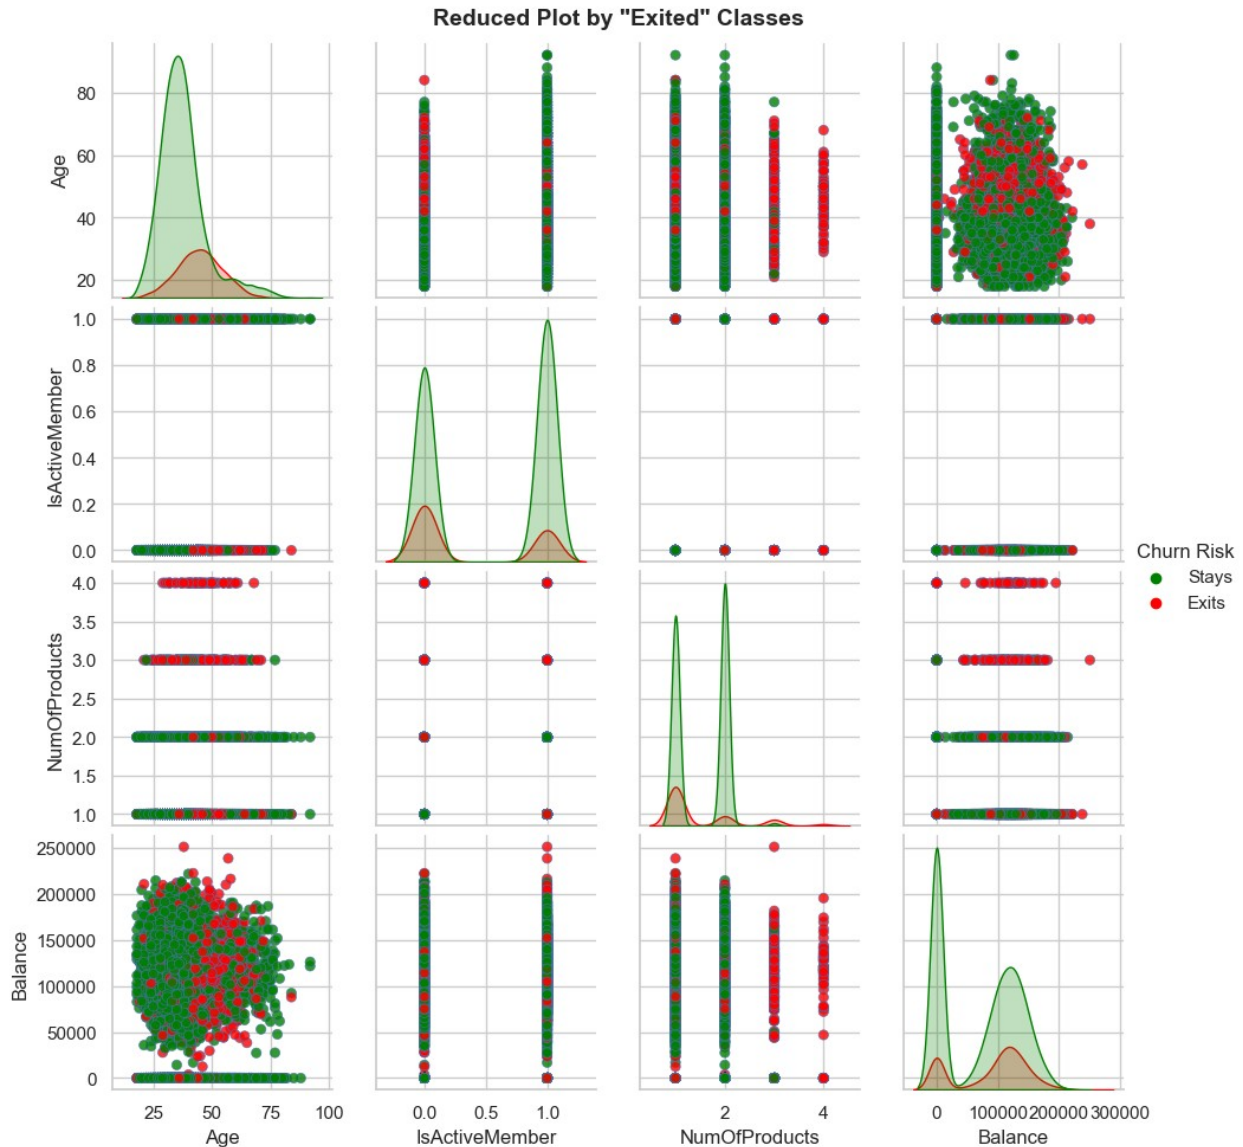 Reduced Plot by "Exited" Classes
80
60
40
20
Age
1.0
0.8
0.6
0.4
0.2
0.0
IsActiveMember
Churn Risk
Stays
Exits
4.0
3.5
3.0
2.5
2.0
1.5
1.0
NumOfProducts
250000
200000
150000
100000
50000
0
Balance
25 50 75 100
Age
0.0 0.5 1.0
IsActiveMember
2 4
NumOfProducts
0 100000 200000 300000
Balance